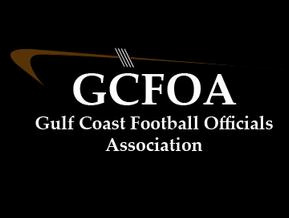 GCFOA
Gulf Coast Football Officials
Association